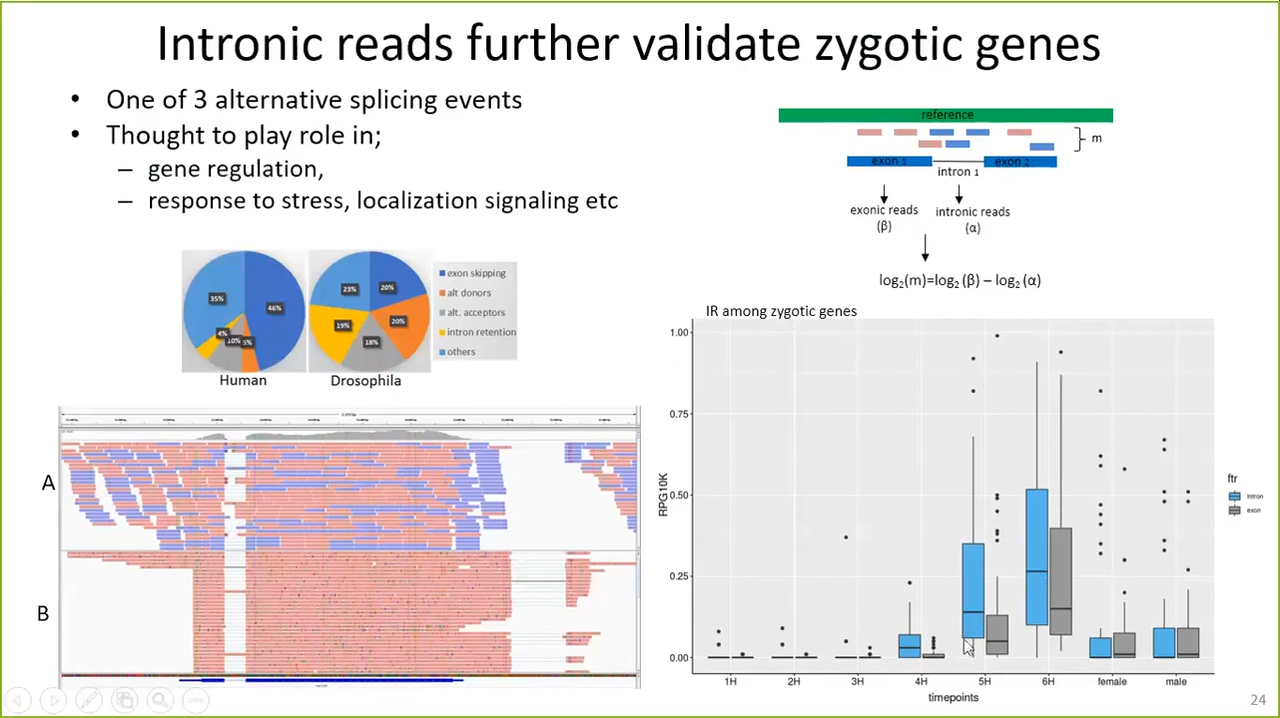 Intronic reads further validate zygotic genes
• One of 3 alternative splicing events
• Thought to play role in;
– gene regulation,
– response to stress, localization signaling etc
reference
m
exon 1
exon 2
intron 1
exonic reads
(β)
intronic reads
(α)
log2(m)=log2 (β) – log2 (α)
35%
46%
4%
10%
5%
Human
23%
20%
20%
19%
18%
Drosophila
exon skipping
alt donors
alt. acceptors
intron retention
others
A
B
IR among zygotic genes
RPG10K
1.00
0.75
0.50
0.25
0.00
1H 2H 3H 4H 5H 6H female male
timepoints
ftr
intron
exon
24